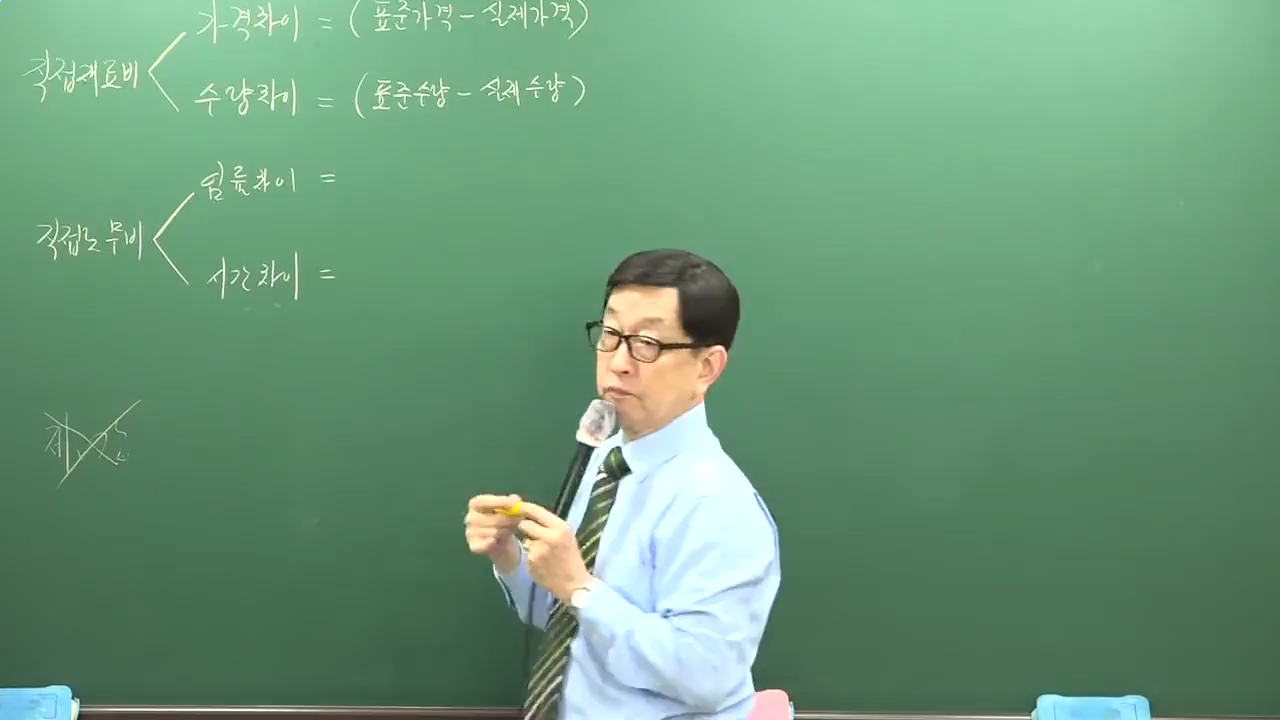 가격차이 = (표준가격 - 실제가격)
직접재료비
수량차이 = (표준수량 - 실제수량)
임률차이 =
직접노무비
시간차이 =